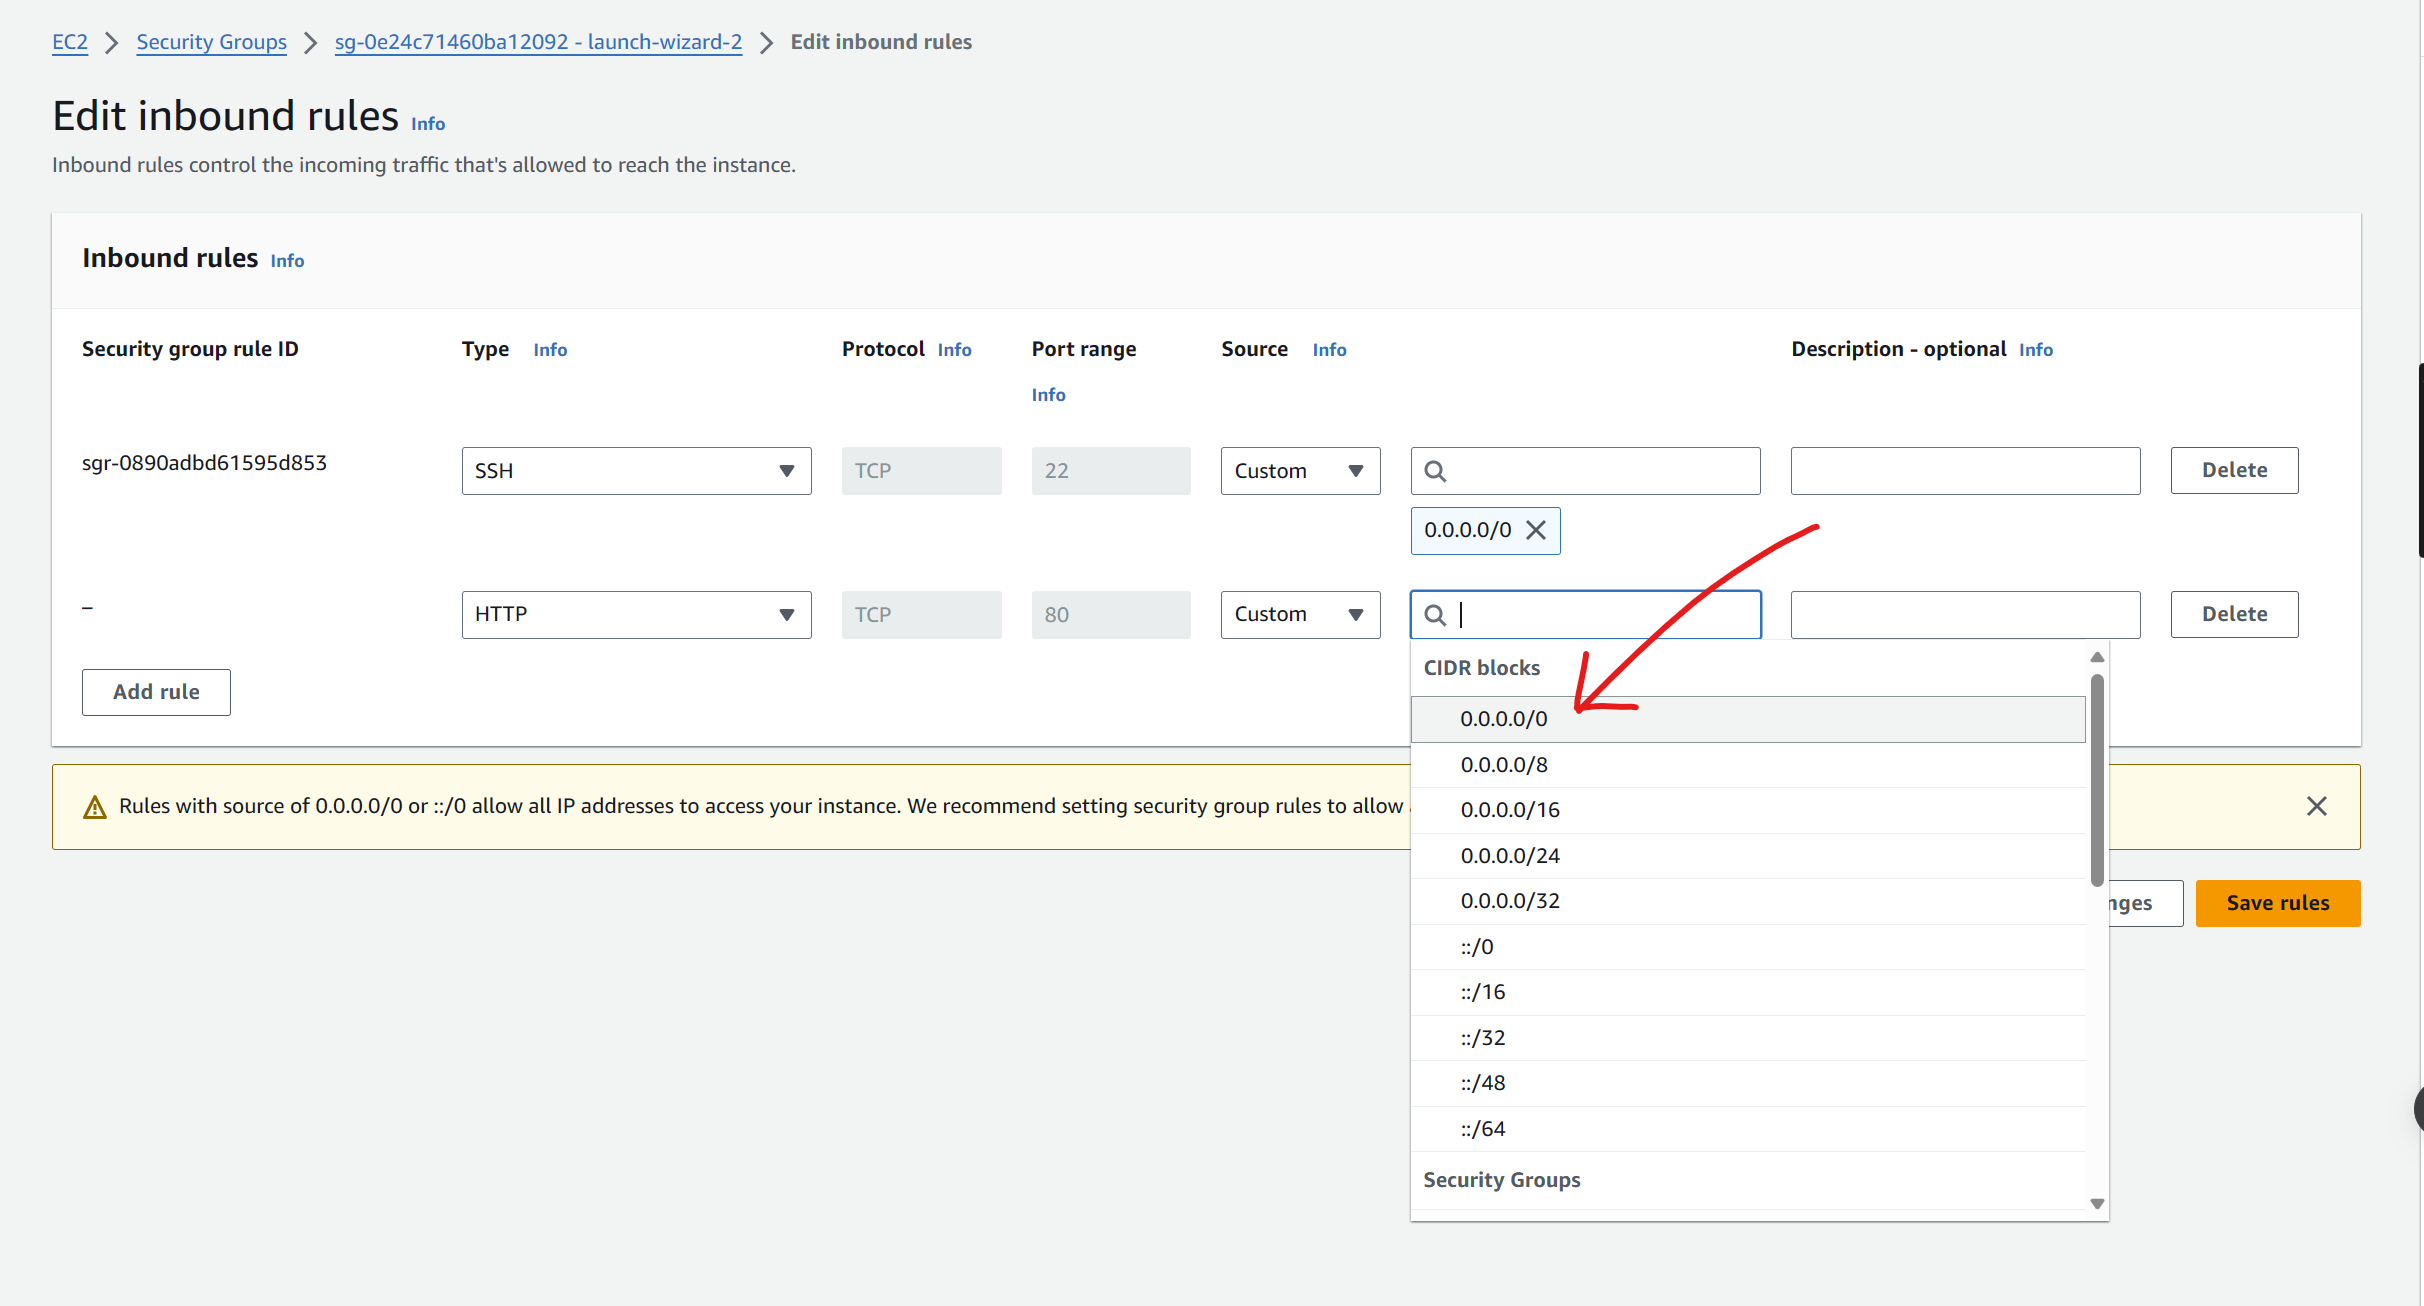 EC2 > Security Groups > sg-0e24c71460ba12092 - launch-wizard-2 > Edit inbound rules
Edit inbound rules Info
Inbound rules control the incoming traffic that's allowed to reach the instance.
Inbound rules Info
Security group rule ID Type Info Protocol Info Port range Source Info Description - optional Info
Info
sgr-0890adbd61595d853 SSH TCP 22 Custom Delete
0.0.0.0/0
– HTTP TCP 80 Custom Delete
CIDR blocks
Add rule
0.0.0.0/0
0.0.0.0/8
Rules with source of 0.0.0.0/0 or ::/0 allow all IP addresses to access your instance. We recommend setting security group rules to allow
0.0.0.0/16
0.0.0.0/24
0.0.0.0/32
nges Save rules
::/0
::/16
::/32
::/48
::/64
Security Groups